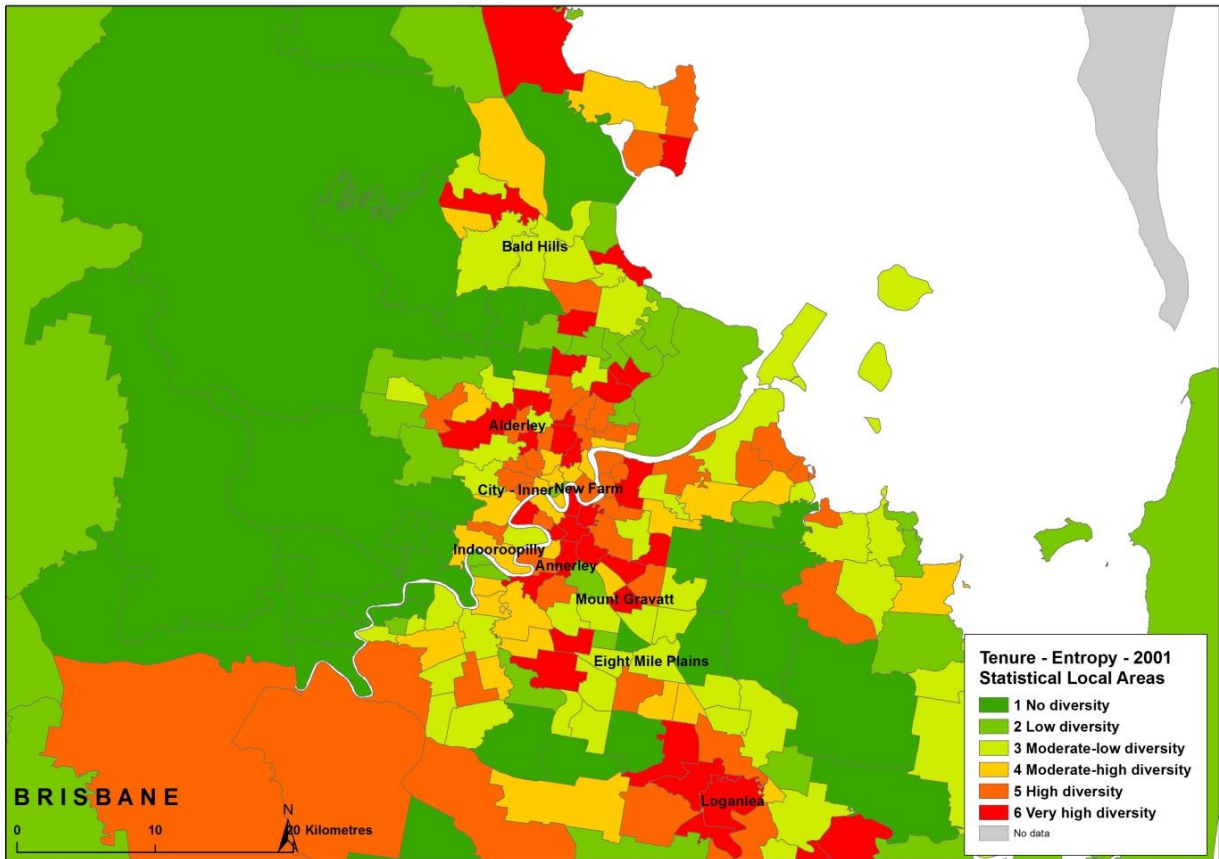 Bald Hills
Alderley
City - Inner
New Farm
Indooroopilly
Annerley
Mount Gravatt
Eight Mile Plains
Loganlea
Tenure - Entropy - 2001
Statistical Local Areas
1 No diversity
2 Low diversity
3 Moderate-low diversity
4 Moderate-high diversity
5 High diversity
6 Very high diversity
No data
BRISBANE
N
0 10 20 Kilometres